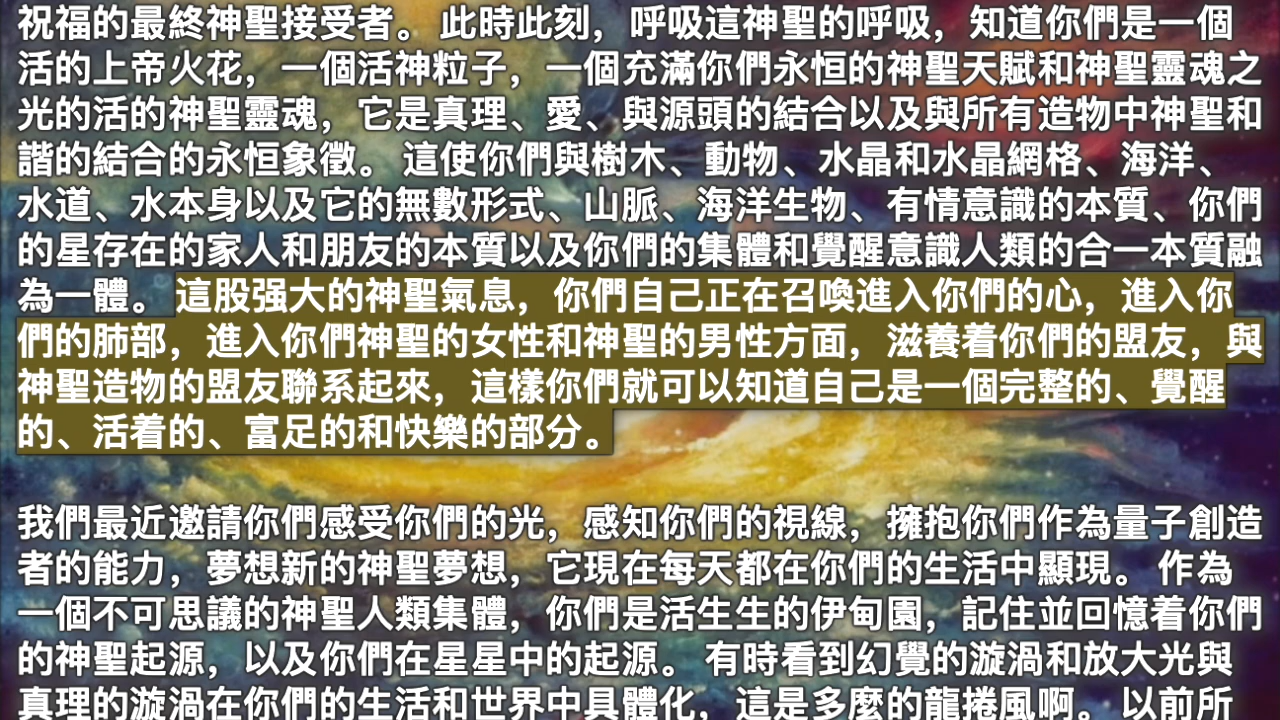 祝福的最終神聖接受者。 此時此刻，呼吸這神聖的呼吸，知道你們是一個
活的上帝火花，一個活神粒子，一個充滿你們永恒的神聖天賦和神聖靈魂之
光的活的神聖靈魂，它是真理、愛、與源頭的結合以及與所有造物中神聖和
諧的結合的永恒象徵。 這使你們與樹木、動物、水晶和水晶網格、海洋、
水道、水本身以及它的無數形式、山脈、海洋生物、有情意識的本質、你們
的星存在的家人和朋友的本質以及你們的集體和覺醒意識人類的合一本質融
為一體。 這股强大的神聖氣息，你們自己正在召喚進入你們的心，進入你
們的肺部，進入你們神聖的女性和神聖的男性方面，滋養着你們的盟友，與
神聖造物的盟友聯系起來，這樣你們就可以知道自己是一個完整的、覺醒
的、活着的、富足的和快樂的部分。
我們最近邀請你們感受你們的光，感知你們的視線，擁抱你們作為量子創造
者的能力，夢想新的神聖夢想，它現在每天都在你們的生活中顯現。 作為
一個不可思議的神聖人類集體，你們是活生生的伊甸園，記住並回憶着你們
的神聖起源，以及你們在星星中的起源。 有時看到幻覺的漩渦和放大光與
真理的漩渦在你們的生活和世界中具體化，這是多麼的龍捲風啊。 以前所